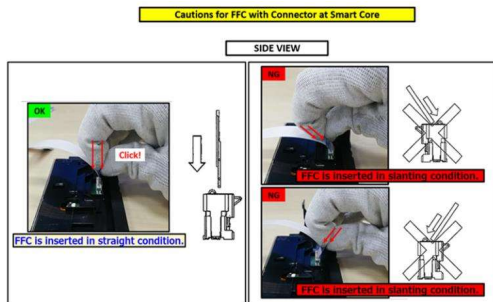 Cautions for FFC with Connector at Smart Core
SIDE VIEW
OK
Click!
FFC is inserted in straight condition.
NG
FFC is inserted in slanting condition.
NG
FFC is inserted in slanting condition.